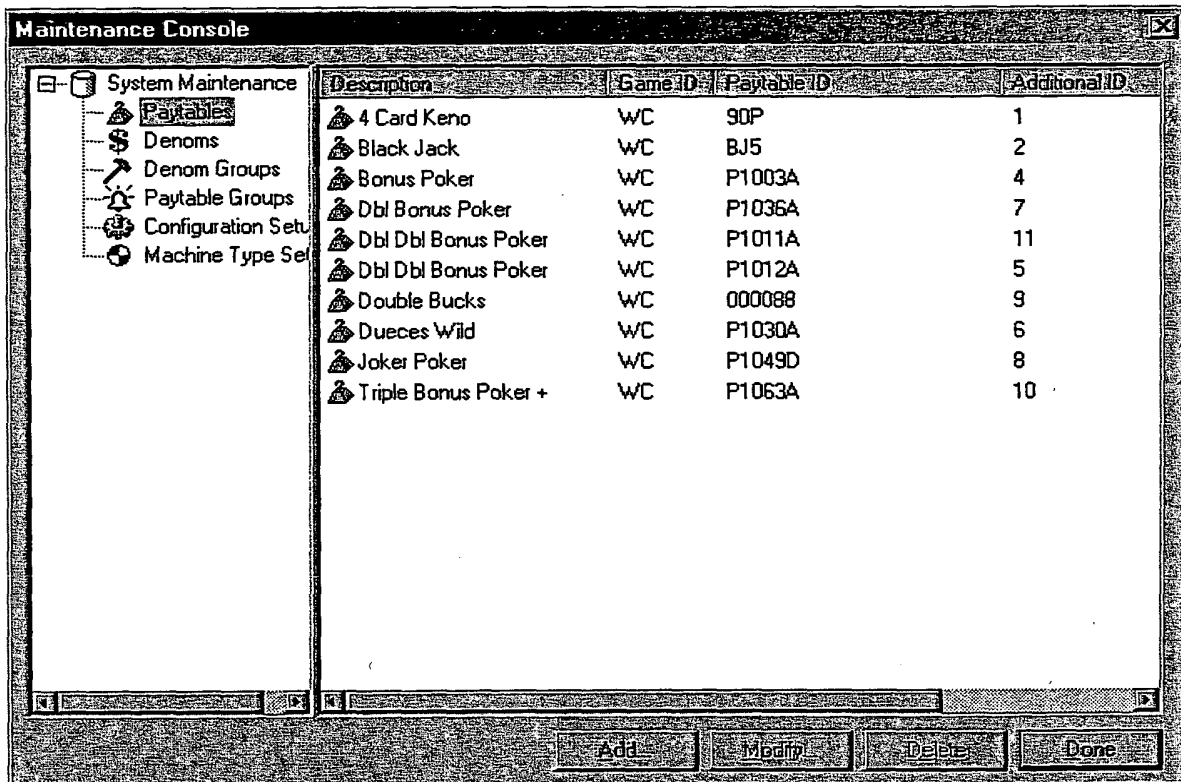 Maintenance Console
System Maintenance
Paytables
Denoms
Denom Groups
Paytable Groups
Configuration Setu
Machine Type Set
Description Game ID Paytable ID Additional ID
4 Card Keno WC 90P 1
Black Jack WC BJ5 2
Bonus Poker WC P1003A 4
Dbl Bonus Poker WC P1036A 7
Dbl Dbl Bonus Poker WC P1011A 11
Dbl Dbl Bonus Poker WC P1012A 5
Double Bucks WC 000088 9
Dueces Wild WC P1030A 6
Joker Poker WC P1049D 8
Triple Bonus Poker + WC P1063A 10
Add... Modify... Delete Done